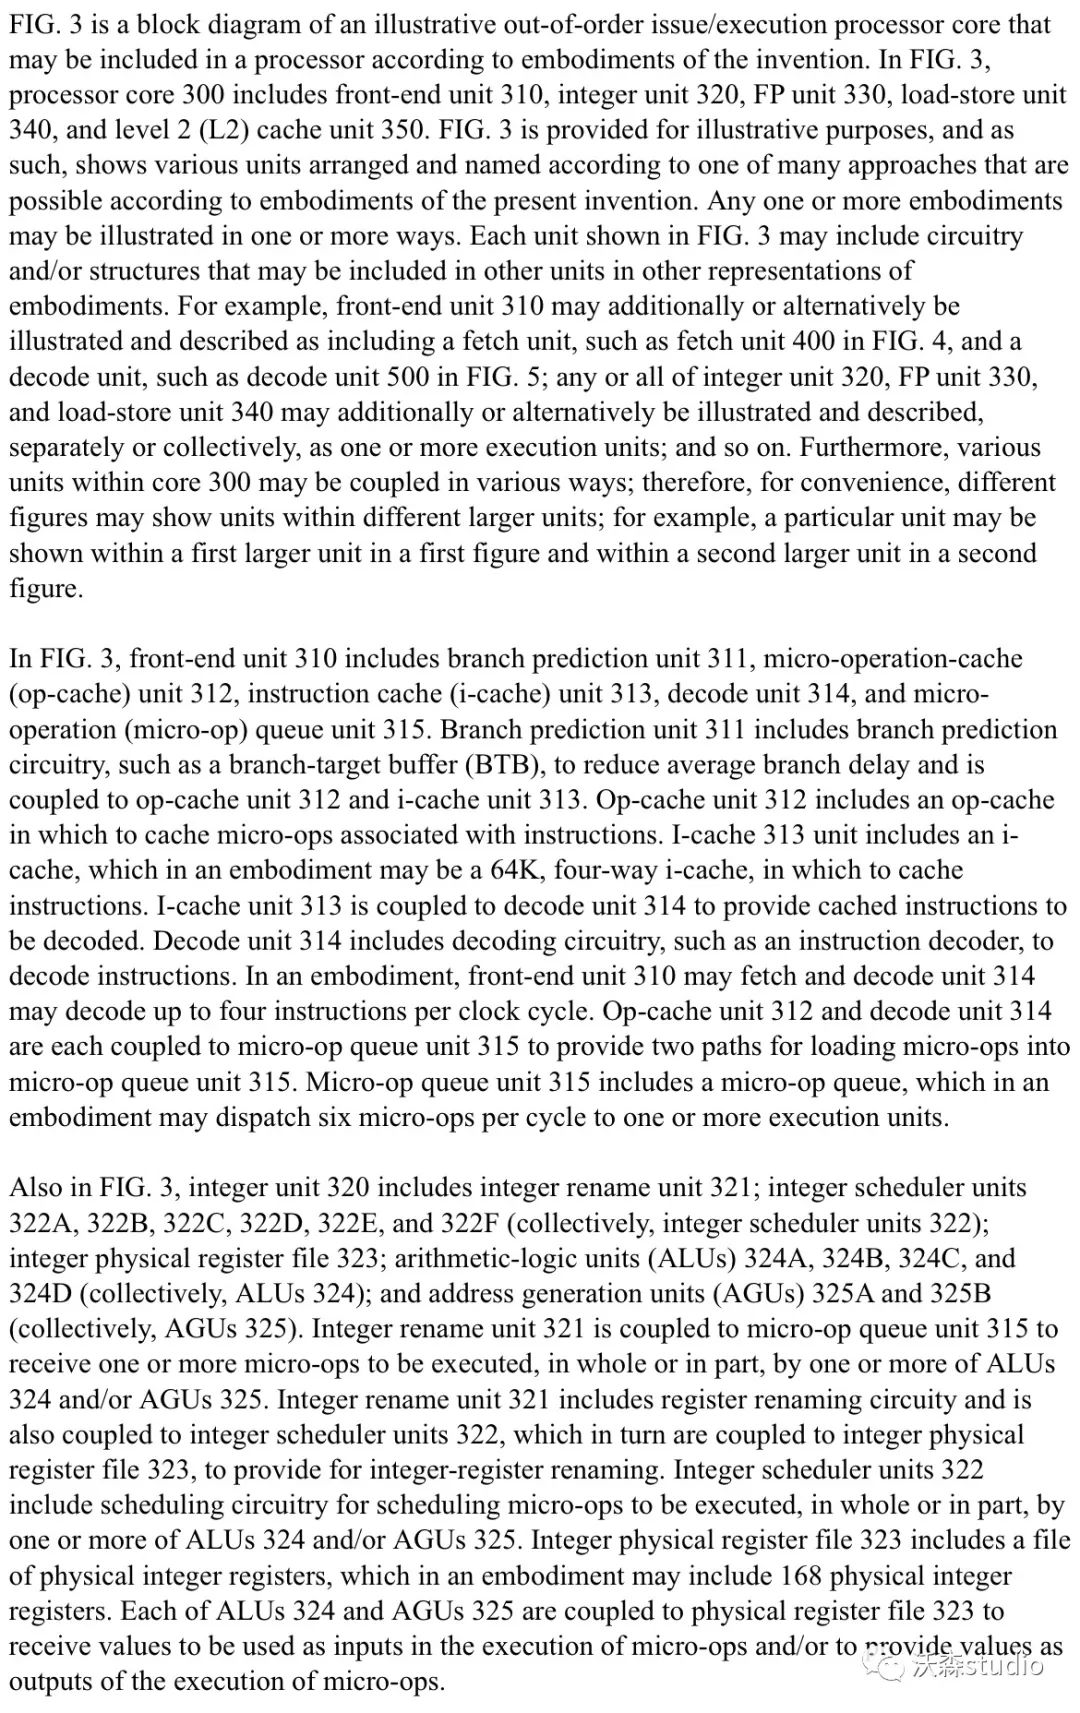 FIG. 3 is a block diagram of an illustrative out-of-order issue/execution processor core that
may be included in a processor according to embodiments of the invention. In FIG. 3,
processor core 300 includes front-end unit 310, integer unit 320, FP unit 330, load-store unit
340, and level 2 (L2) cache unit 350. FIG. 3 is provided for illustrative purposes, and as
such, shows various units arranged and named according to one of many approaches that are
possible according to embodiments of the present invention. Any one or more embodiments
may be illustrated in one or more ways. Each unit shown in FIG. 3 may include circuitry
and/or structures that may be included in other units in other representations of
embodiments. For example, front-end unit 310 may additionally or alternatively be
illustrated and described as including a fetch unit, such as fetch unit 400 in FIG. 4, and a
decode unit, such as decode unit 500 in FIG. 5; any or all of integer unit 320, FP unit 330,
and load-store unit 340 may additionally or alternatively be illustrated and described,
separately or collectively, as one or more execution units; and so on. Furthermore, various
units within core 300 may be coupled in various ways; therefore, for convenience, different
figures may show units within different larger units; for example, a particular unit may be
shown within a first larger unit in a first figure and within a second larger unit in a second
figure.
In FIG. 3, front-end unit 310 includes branch prediction unit 311, micro-operation-cache
(op-cache) unit 312, instruction cache (i-cache) unit 313, decode unit 314, and micro-
operation (micro-op) queue unit 315. Branch prediction unit 311 includes branch prediction
circuitry, such as a branch-target buffer (BTB), to reduce average branch delay and is
coupled to op-cache unit 312 and i-cache unit 313. Op-cache unit 312 includes an op-cache
in which to cache micro-ops associated with instructions. I-cache 313 unit includes an i-
cache, which in an embodiment may be a 64K, four-way i-cache, in which to cache
instructions. I-cache unit 313 is coupled to decode unit 314 to provide cached instructions to
be decoded. Decode unit 314 includes decoding circuitry, such as an instruction decoder, to
decode instructions. In an embodiment, front-end unit 310 may fetch and decode unit 314
may decode up to four instructions per clock cycle. Op-cache unit 312 and decode unit 314
are each coupled to micro-op queue unit 315 to provide two paths for loading micro-ops into
micro-op queue unit 315. Micro-op queue unit 315 includes a micro-op queue, which in an
embodiment may dispatch six micro-ops per cycle to one or more execution units.
Also in FIG. 3, integer unit 320 includes integer rename unit 321; integer scheduler units
322A, 322B, 322C, 322D, 322E, and 322F (collectively, integer scheduler units 322);
integer physical register file 323; arithmetic-logic units (ALUs) 324A, 324B, 324C, and
324D (collectively, ALUs 324); and address generation units (AGUs) 325A and 325B
(collectively, AGUs 325). Integer rename unit 321 is coupled to micro-op queue unit 315 to
receive one or more micro-ops to be executed, in whole or in part, by one or more of ALUs
324 and/or AGUs 325. Integer rename unit 321 includes register renaming circuity and is
also coupled to integer scheduler units 322, which in turn are coupled to integer physical
register file 323, to provide for integer-register renaming. Integer scheduler units 322
include scheduling circuitry for scheduling micro-ops to be executed, in whole or in part, by
one or more of ALUs 324 and/or AGUs 325. Integer physical register file 323 includes a file
of physical integer registers, which in an embodiment may include 168 physical integer
registers. Each of ALUs 324 and AGUs 325 are coupled to physical register file 323 to
receive values to be used as inputs in the execution of micro-ops and/or to provide values as
outputs of the execution of micro-ops.
沃森studio